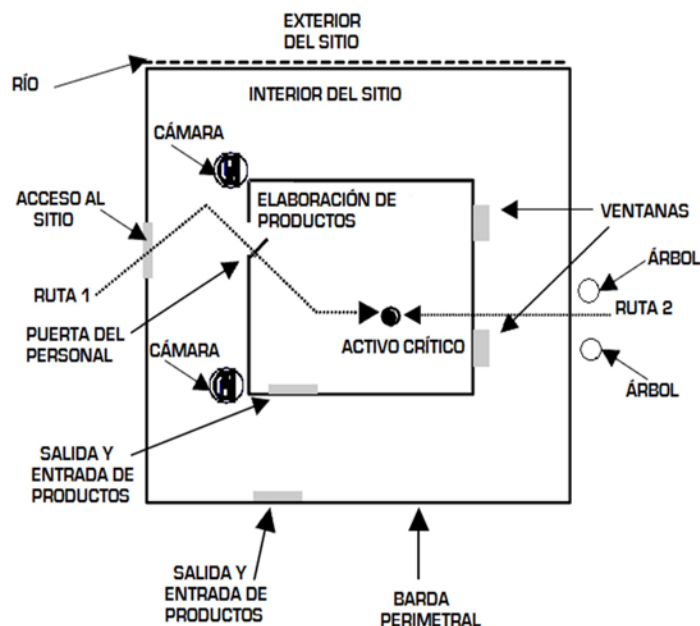 EXTERIOR
DEL SITIO
RÍO
INTERIOR DEL SITIO
CÁMARA
ACCESO AL
SITIO
ELABORACIÓN DE
PRODUCTOS
VENTANAS
ÁRBOL
RUTA 1
RUTA 2
PUERTA DEL
PERSONAL
ACTIVO CRÍTICO
CÁMARA
ÁRBOL
SALIDA Y
ENTRADA DE
PRODUCTOS
SALIDA Y
ENTRADA DE
PRODUCTOS
BARDA
PERIMETRAL